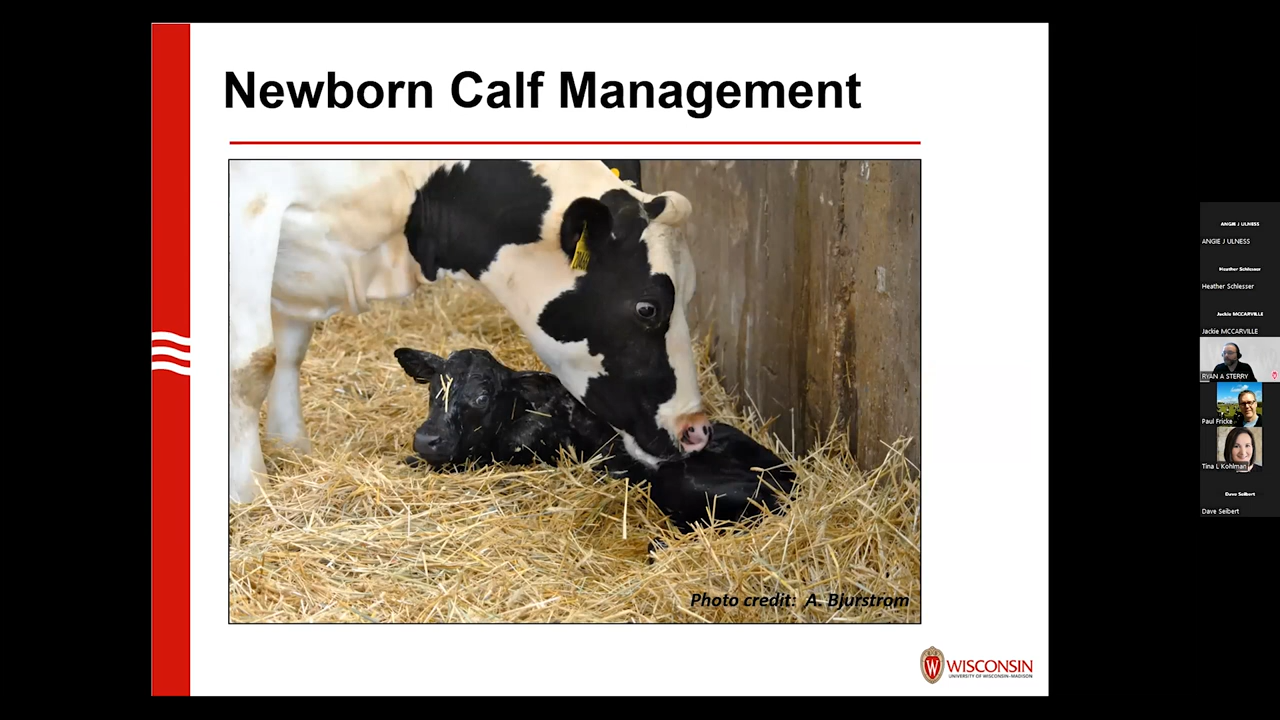 Newborn Calf Management
Photo credit: A. Bjurstrom
WISCONSIN
UNIVERSITY OF WISCONSIN–MADISON
ANGIE J ULNESS
ANGIE J ULNESS
Heather Schlesser
Heather Schlesser
Jackie MCCARVILLE
Jackie MCCARVILLE
RYAN A STERRY
Paul Fricke
Tina L Kohlman
Dave Seibert
Dave Seibert